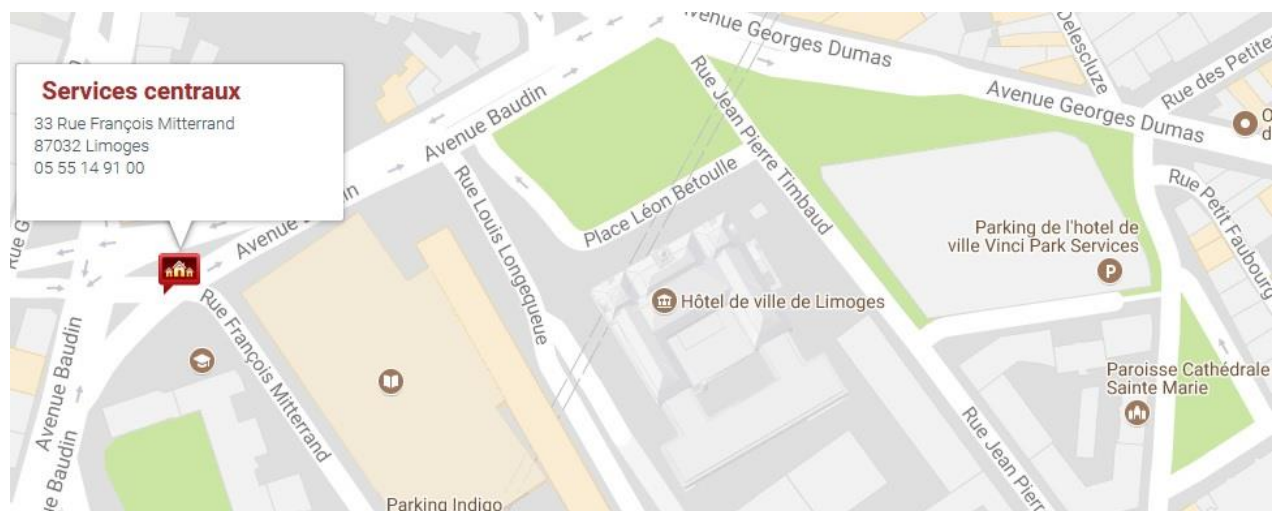 Avenue Georges Dumas
Delescluze
Rue des Petite
Services centraux
33 Rue François Mitterrand
87032 Limoges
05 55 14 91 00
Avenue Baudin
Rue Jean Pierre Timbaud
Avenue Georges Dumas
O
d
Rue G
Avenue B
in
Rue Louis Longequeue
Place Léon Betoulle
Parking de l'hotel de
ville Vinci Park Services
P
Rue Petit Faubourg
Hôtel de ville de Limoges
Rue François Mitterrand
Avenue Baudin
Paroisse Cathédrale
Sainte Marie
Rue Jean Pierr
ue Baudin
Parking Indigo